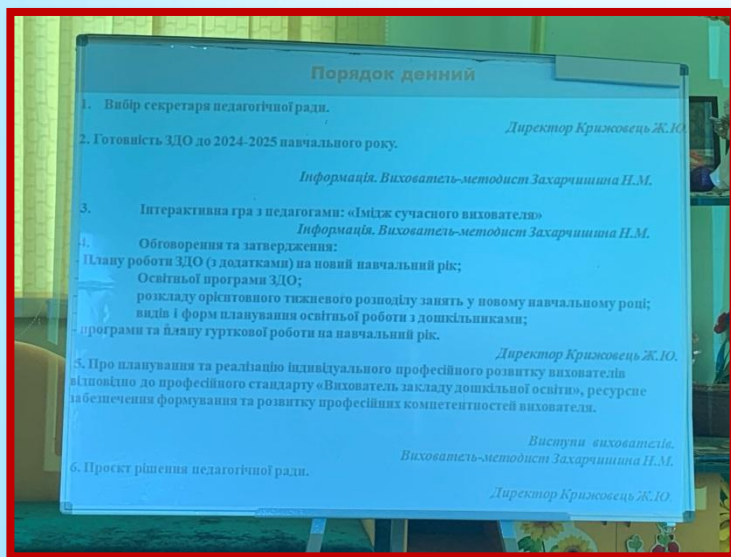 Порядок денний
1. Вибір секретаря педагогічної ради.
Директор Крижовець Ж.Ю.
2. Готовність ЗДО до 2024-2025 навчального року.
Інформація. Вихователь-методист Захарчишина Н.М.
3. Інтерактивна гра з педагогами: «Імідж сучасного вихователя»
Інформація. Вихователь-методист Захарчишина Н.М.
4. Обговорення та затвердження:
- Плану роботи ЗДО (з додатками) на новий навчальний рік;
- Освітньої програми ЗДО;
- розкладу орієнтовного тижневого розподілу занять у новому навчальному році;
- видів і форм планування освітньої роботи з дошкільниками;
- програми та плану гурткової роботи на навчальний рік.
Директор Крижовець Ж.Ю.
5. Про планування та реалізацію індивідуального професійного розвитку вихователів
відповідно до професійного стандарту «Вихователь закладу дошкільної освіти», ресурсне
забезпечення формування та розвитку професійних компетентностей вихователя.
Виступи вихователів.
Вихователь-методист Захарчишина Н.М.
6. Проєкт рішення педагогічної ради.
Директор Крижовець Ж.Ю.